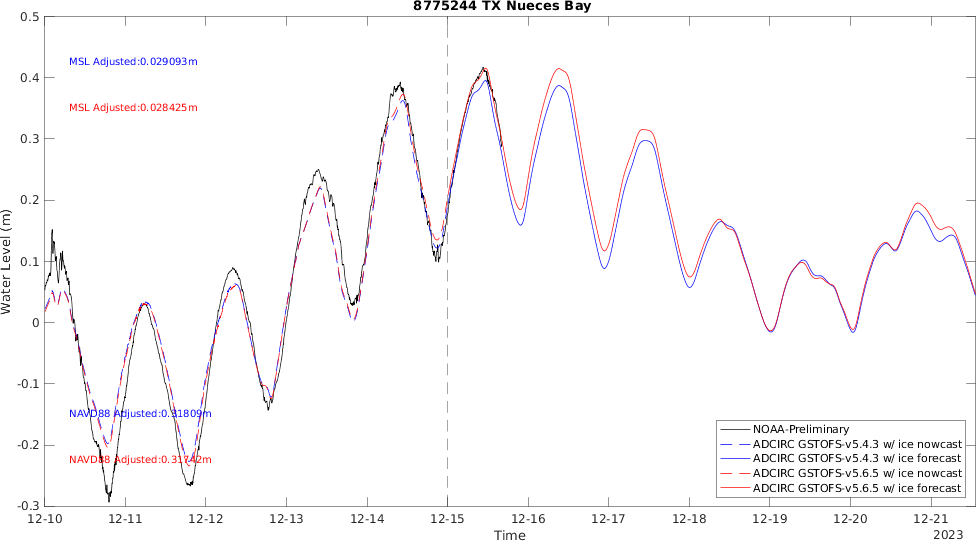 8775244 TX Nueces Bay
0.5
0.4
0.3
0.2
0.1
0
-0.1
-0.2
-0.3
Water Level (m)
MSL Adjusted:0.029093m
MSL Adjusted:0.028425m
NAVD88 Adjusted:0.31809m
NAVD88 Adjusted:0.31742m
NOAA-Preliminary
ADCIRC GSTOFS-v5.4.3 w/ ice nowcast
ADCIRC GSTOFS-v5.4.3 w/ ice forecast
ADCIRC GSTOFS-v5.6.5 w/ ice nowcast
ADCIRC GSTOFS-v5.6.5 w/ ice forecast
12-10 12-11 12-12 12-13 12-14 12-15 12-16 12-17 12-18 12-19 12-20 12-21
Time
2023